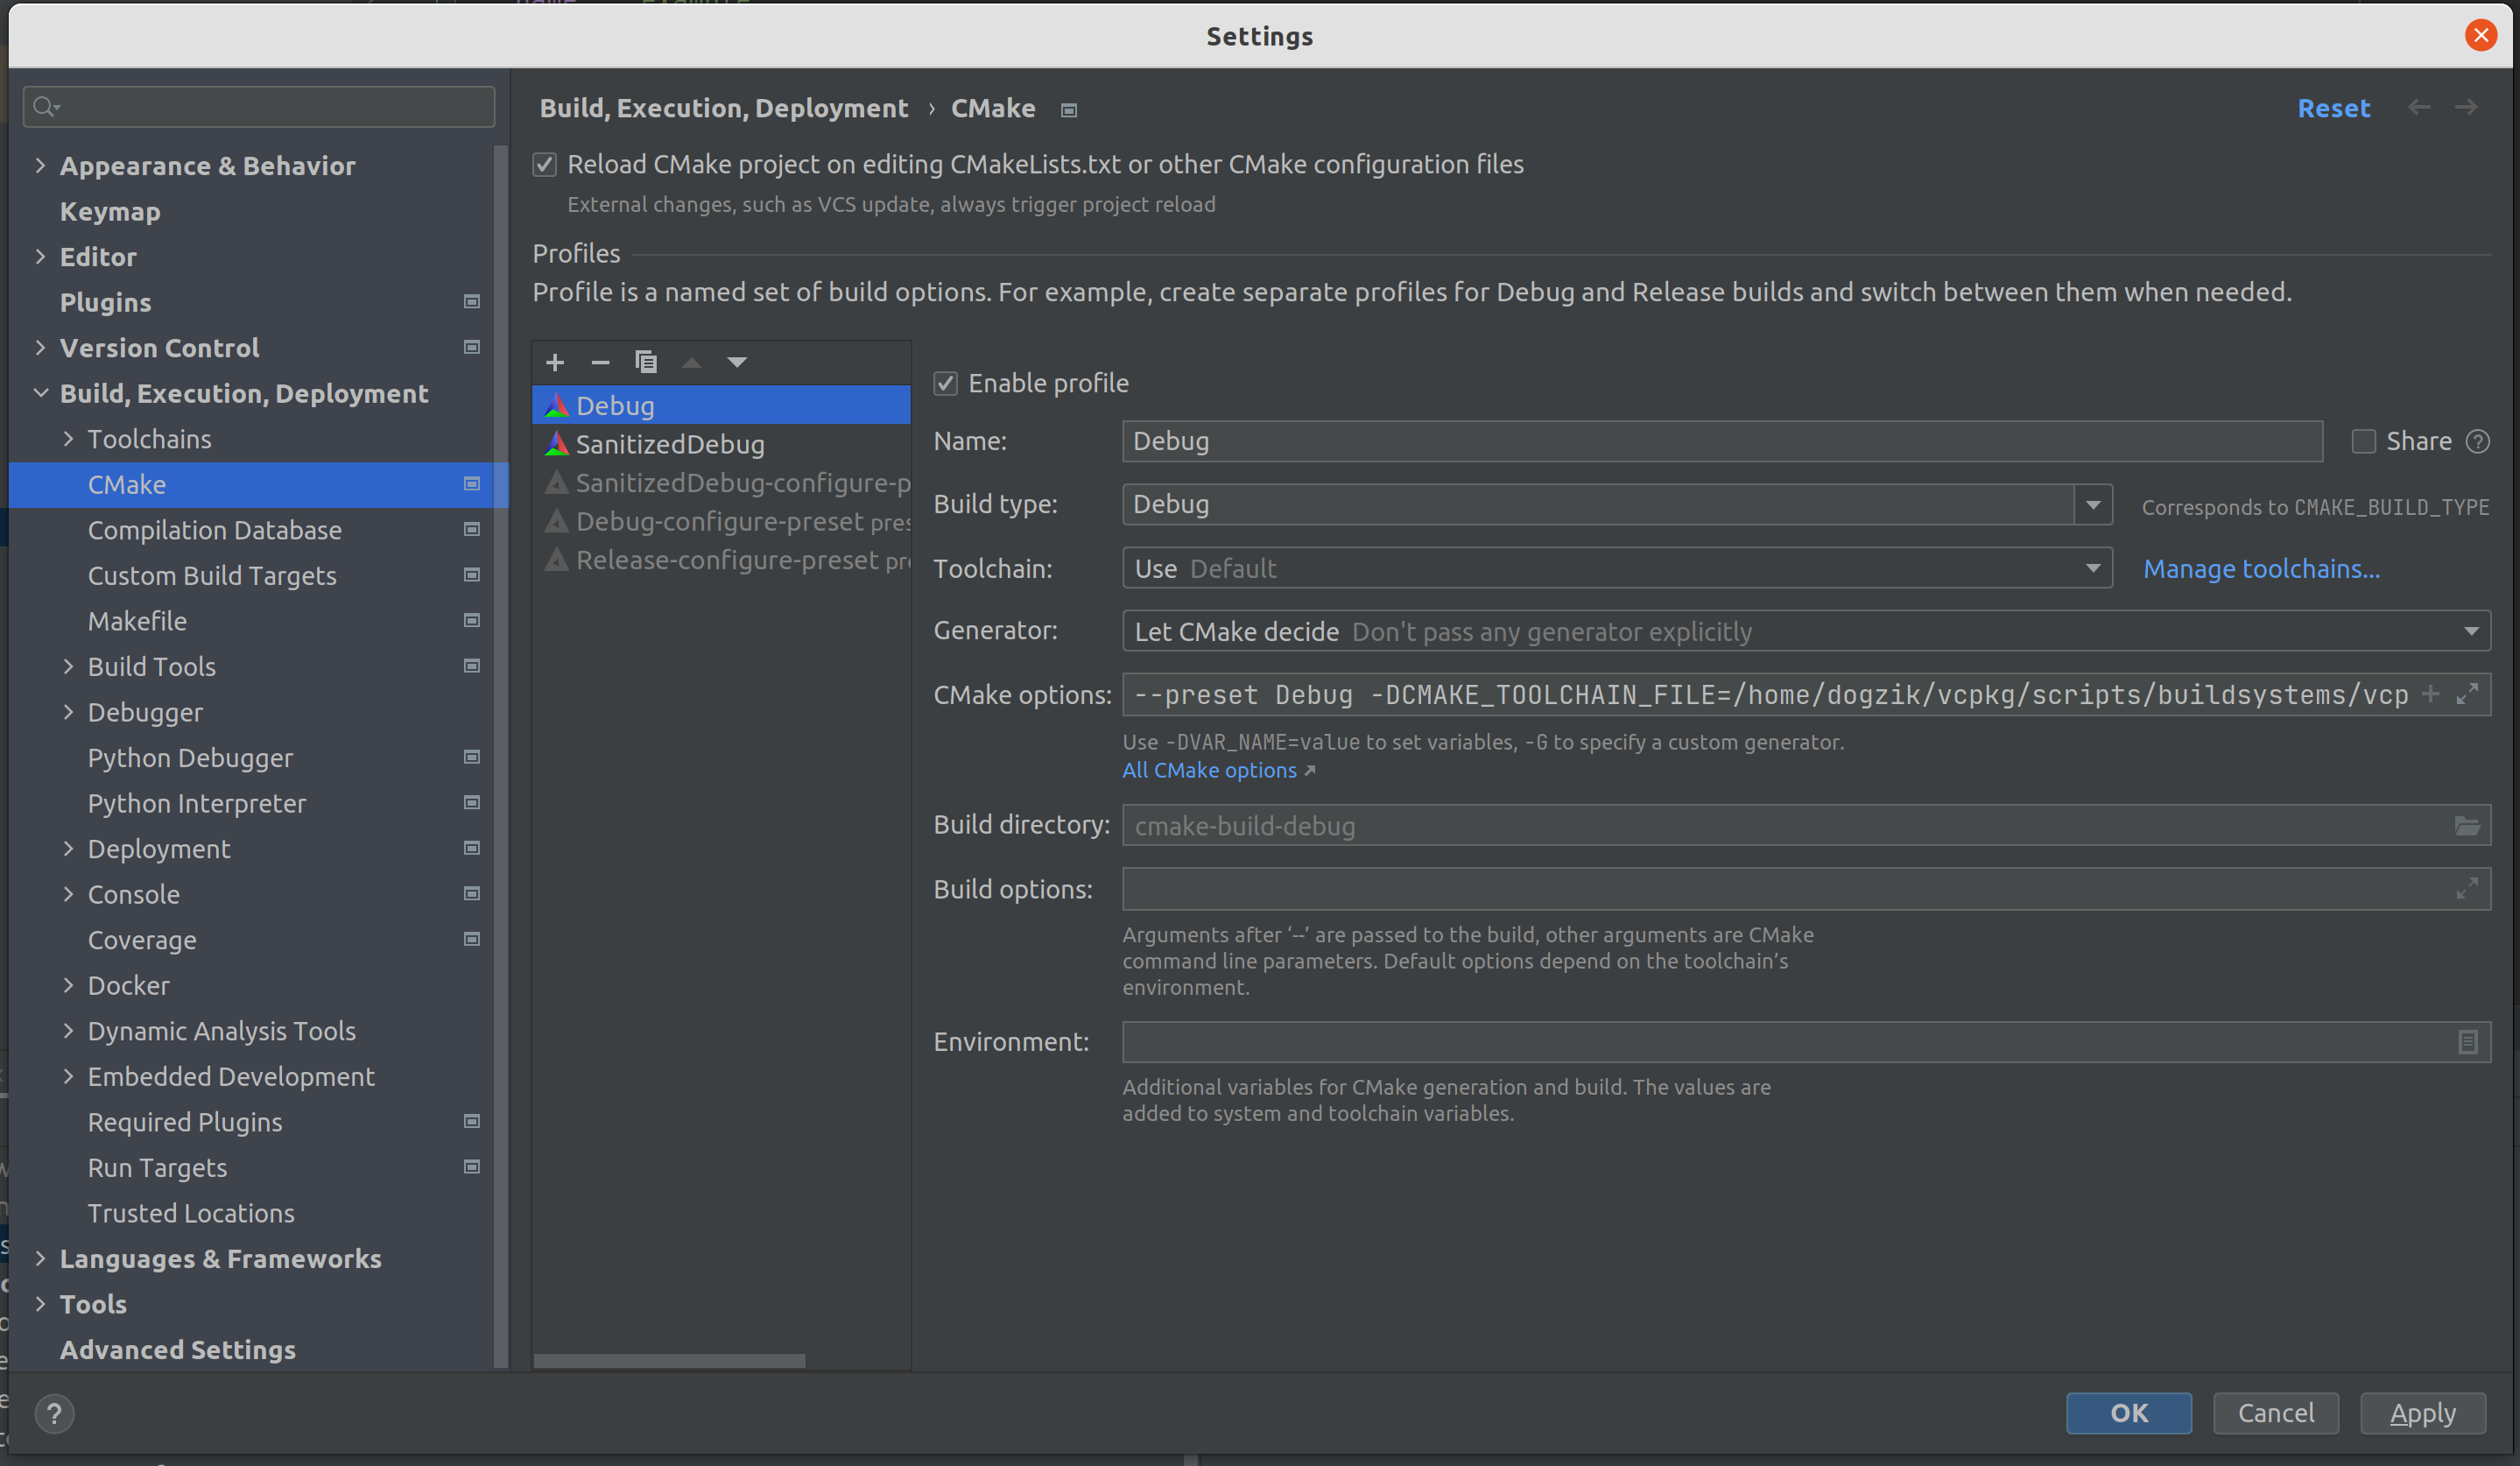 Settings
Build, Execution, Deployment › CMake
Reset
Appearance & Behavior
Keymap
Editor
Plugins
Version Control
Build, Execution, Deployment
Toolchains
CMake
Compilation Database
Custom Build Targets
Makefile
Build Tools
Debugger
Python Debugger
Python Interpreter
Deployment
Console
Coverage
Docker
Dynamic Analysis Tools
Embedded Development
Required Plugins
Run Targets
Trusted Locations
Languages & Frameworks
Tools
Advanced Settings
Reload CMake project on editing CMakeLists.txt or other CMake configuration files
External changes, such as VCS update, always trigger project reload
Profiles
Profile is a named set of build options. For example, create separate profiles for Debug and Release builds and switch between them when needed.
Debug
SanitizedDebug
SanitizedDebug-configure-p
Debug-configure-preset pres
Release-configure-preset pre
Enable profile
Name: Debug Share ?
Build type: Debug Corresponds to CMAKE_BUILD_TYPE
Toolchain: Use Default Manage toolchains...
Generator: Let CMake decide Don't pass any generator explicitly
CMake options: --preset Debug -DCMAKE_TOOLCHAIN_FILE=/home/dogzik/vcpkg/scripts/buildsystems/vcp
Use -DVAR_NAME=value to set variables, -G to specify a custom generator.
All CMake options
Build directory: cmake-build-debug
Build options:
Arguments after ‘--’ are passed to the build, other arguments are CMake
command line parameters. Default options depend on the toolchain’s
environment.
Environment:
Additional variables for CMake generation and build. The values are
added to system and toolchain variables.
?
OK Cancel Apply